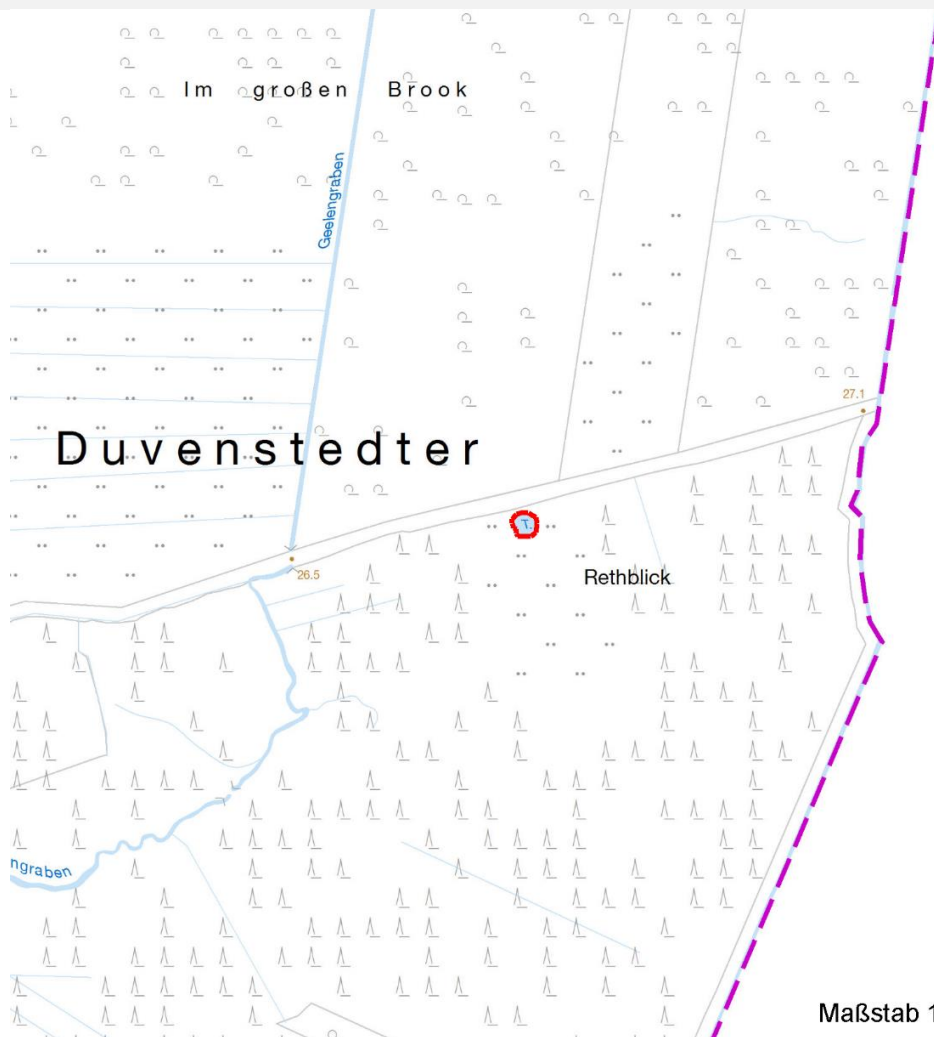 Im großen Brook
Geelengraben
27.1
Duvenstedter
T.
26.5
Rethblick
ngraben
Maßstab 1